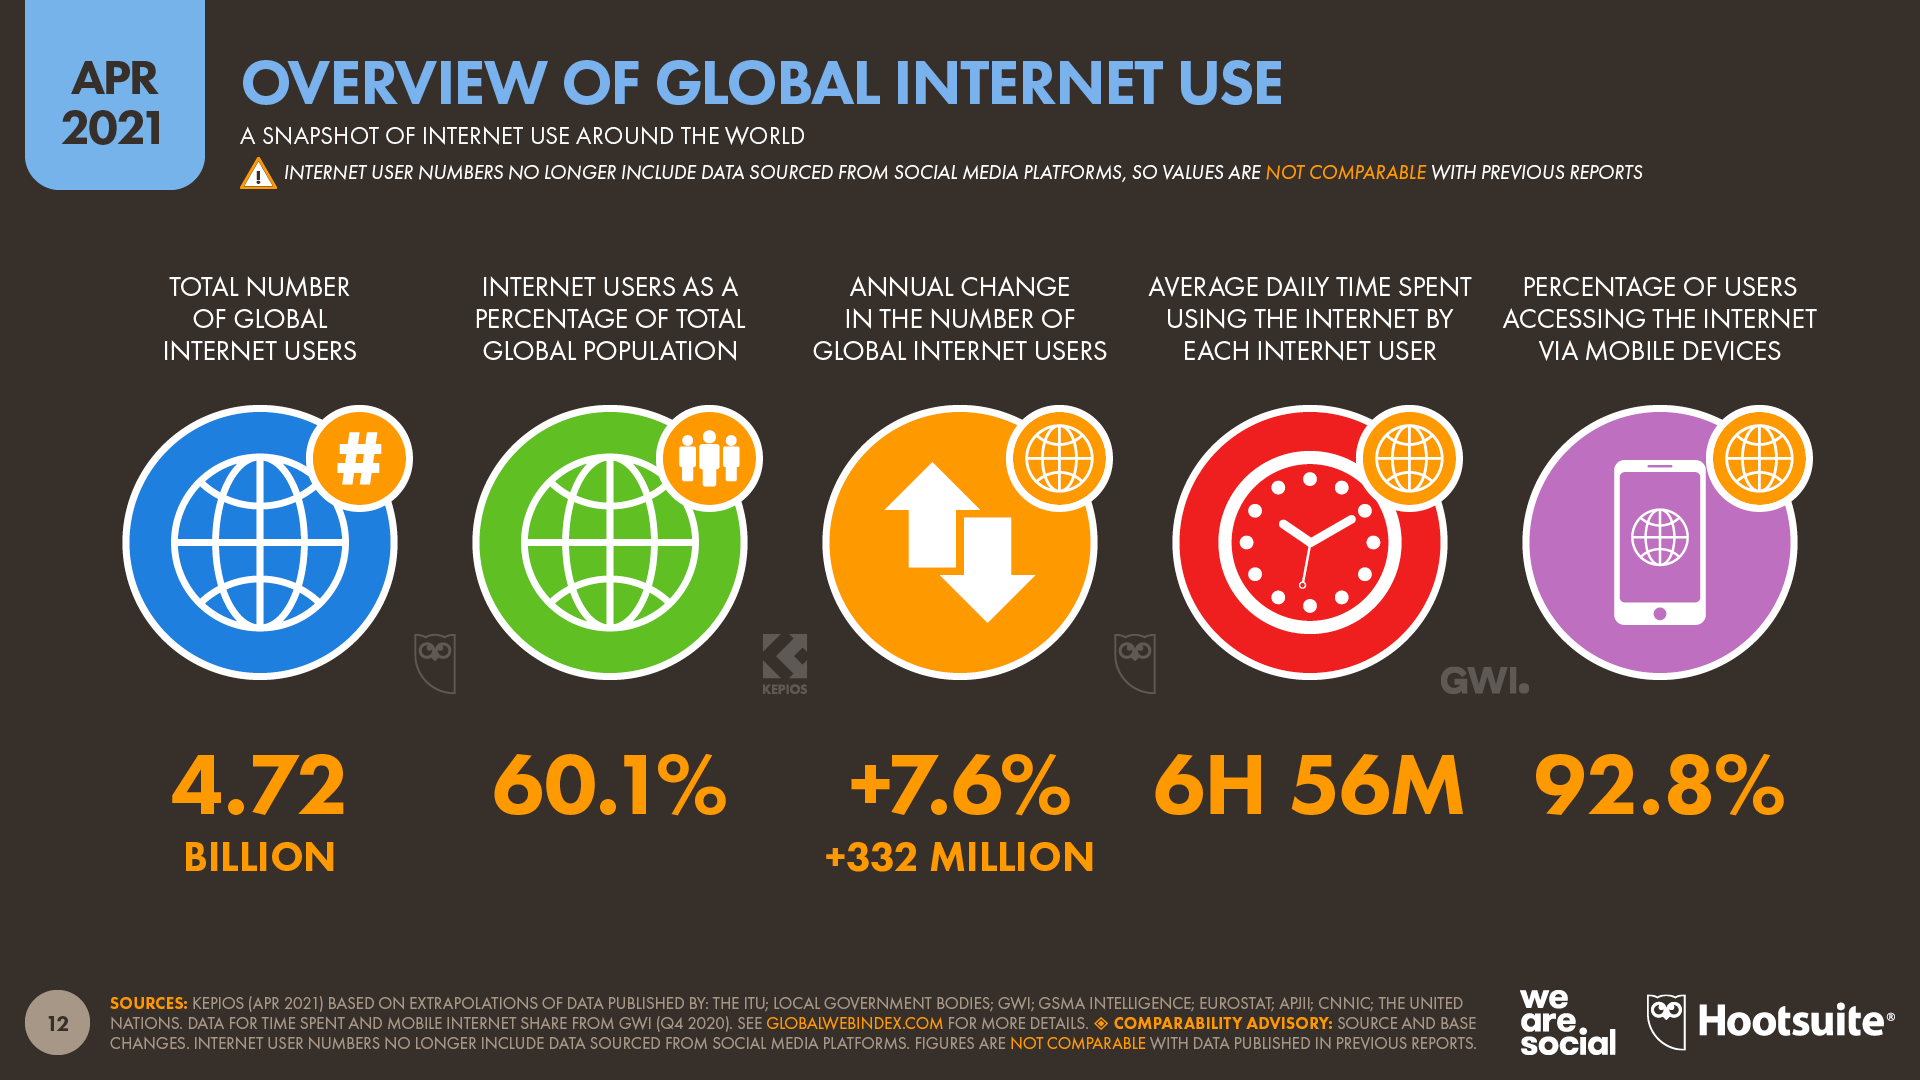 APR
2021
OVERVIEW OF GLOBAL INTERNET USE
A SNAPSHOT OF INTERNET USE AROUND THE WORLD
INTERNET USER NUMBERS NO LONGER INCLUDE DATA SOURCED FROM SOCIAL MEDIA PLATFORMS, SO VALUES ARE NOT COMPARABLE WITH PREVIOUS REPORTS
TOTAL NUMBER
OF GLOBAL
INTERNET USERS
#
4.72
BILLION
INTERNET USERS AS A
PERCENTAGE OF TOTAL
GLOBAL POPULATION
60.1%
KEPIOS
ANNUAL CHANGE
IN THE NUMBER OF
GLOBAL INTERNET USERS
+7.6%
+332 MILLION
AVERAGE DAILY TIME SPENT
USING THE INTERNET BY
EACH INTERNET USER
6H 56M
GWI.
PERCENTAGE OF USERS
ACCESSING THE INTERNET
VIA MOBILE DEVICES
92.8%
12
SOURCES: KEPIOS (APR 2021) BASED ON EXTRAPOLATIONS OF DATA PUBLISHED BY: THE ITU; LOCAL GOVERNMENT BODIES; GWI; GSMA INTELLIGENCE; EUROSTAT; APJII; CNNIC; THE UNITED
NATIONS. DATA FOR TIME SPENT AND MOBILE INTERNET SHARE FROM GWI (Q4 2020). SEE GLOBALWEBINDEX.COM FOR MORE DETAILS. ◈ COMPARABILITY ADVISORY: SOURCE AND BASE
CHANGES. INTERNET USER NUMBERS NO LONGER INCLUDE DATA SOURCED FROM SOCIAL MEDIA PLATFORMS. FIGURES ARE NOT COMPARABLE WITH DATA PUBLISHED IN PREVIOUS REPORTS.
we
are
social
Hootsuite®